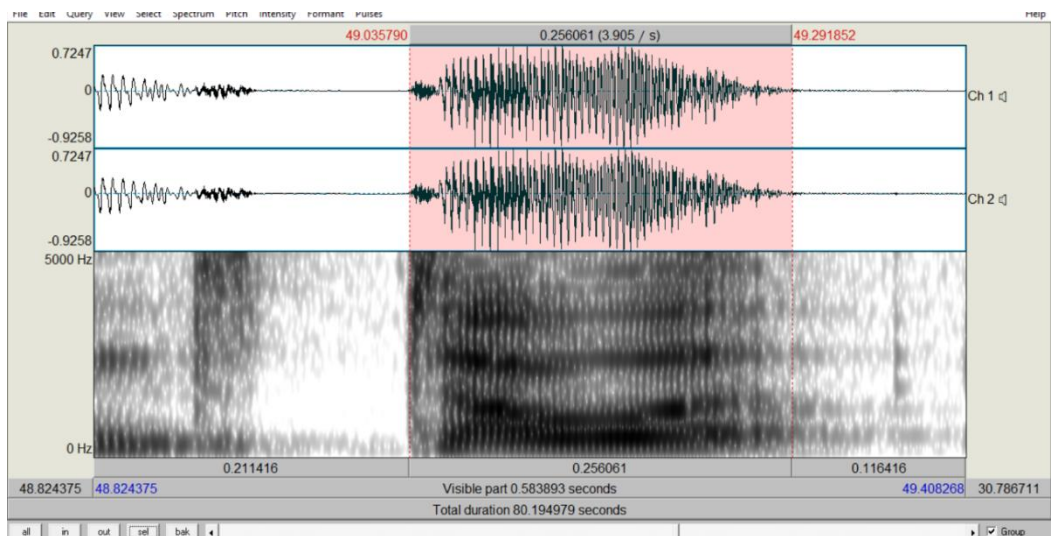 File Edit Query View Select Spectrum Pitch Intensity Formant Pulses Help
49.035790 0.256061 (3.905 / s) 49.291852
0.7247
0
-0.9258
Ch 1
0.7247
0
-0.9258
Ch 2
5000 Hz
0 Hz
0.211416 0.256061 0.116416
48.824375 48.824375 Visible part 0.583893 seconds 49.408268 30.786711
Total duration 80.194979 seconds
all in out sel bak Group